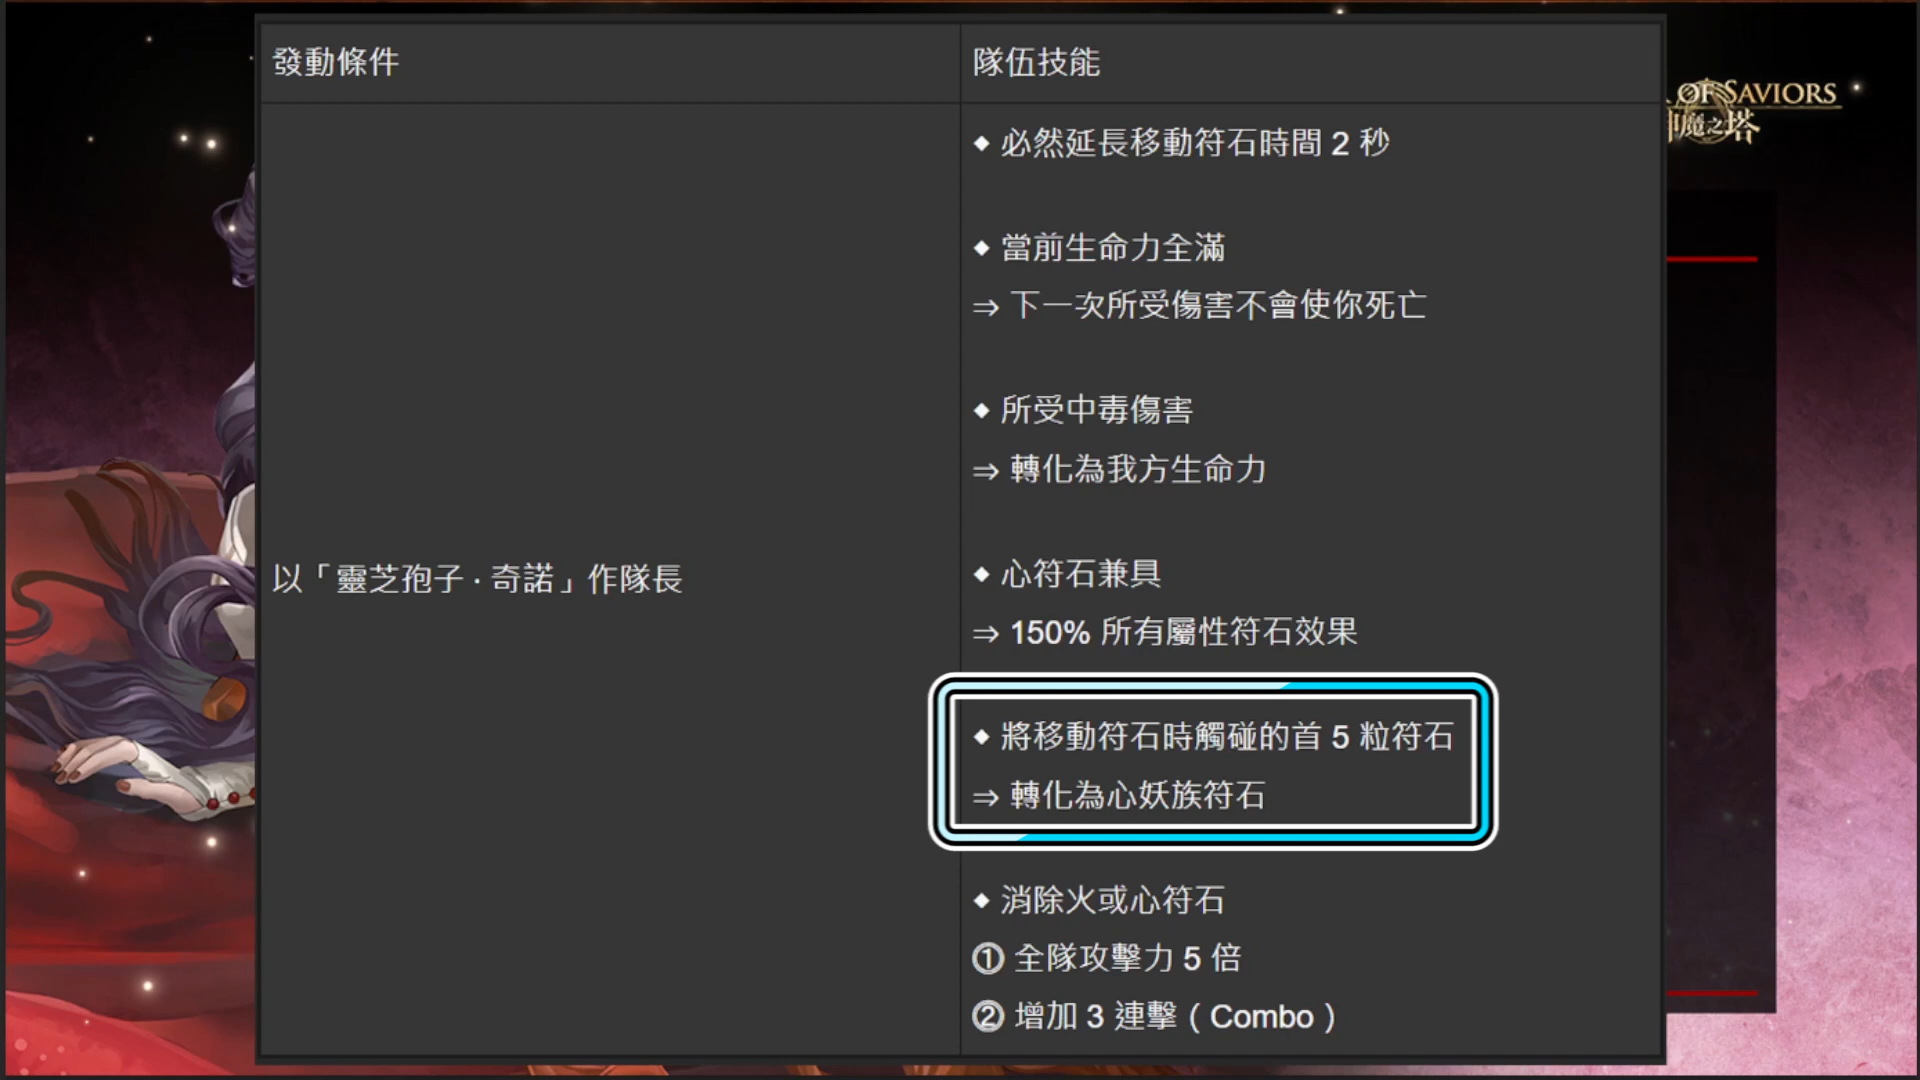 發動條件
隊伍技能
OF SAVIORS
魔之塔
◆ 必然延長移動符石時間 2 秒
◆ 當前生命力全滿
⇒ 下一次所受傷害不會使你死亡
◆ 所受中毒傷害
⇒ 轉化為我方生命力
以「靈芝孢子 · 奇諾」作隊長
◆ 心符石兼具
⇒ 150% 所有屬性符石效果
◆ 將移動符石時觸碰的首 5 粒符石
⇒ 轉化為心妖族符石
◆ 消除火或心符石
① 全隊攻擊力 5 倍
② 增加 3 連擊 ( Combo )